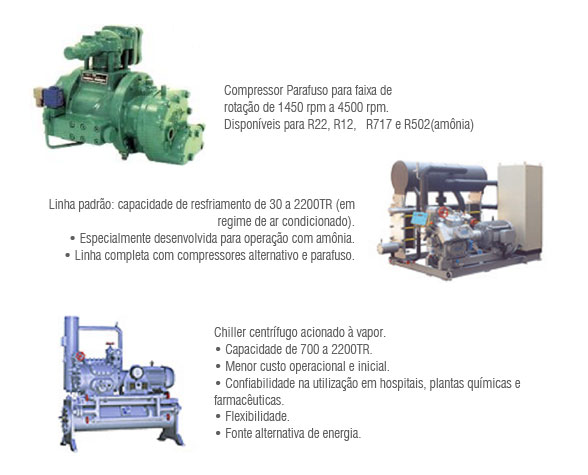 Compressor Parafuso para faixa de
rotação de 1450 rpm a 4500 rpm.
Disponíveis para R22, R12, R717 e R502(amônia)
Linha padrão: capacidade de resfriamento de 30 a 2200TR (em
regime de ar condicionado).
• Especialmente desenvolvida para operação com amônia.
• Linha completa com compressores alternativo e parafuso.
Chiller centrífugo acionado à vapor.
• Capacidade de 700 a 2200TR.
• Menor custo operacional e inicial.
• Confiabilidade na utilização em hospitais, plantas químicas e
farmacêuticas.
• Flexibilidade.
• Fonte alternativa de energia.